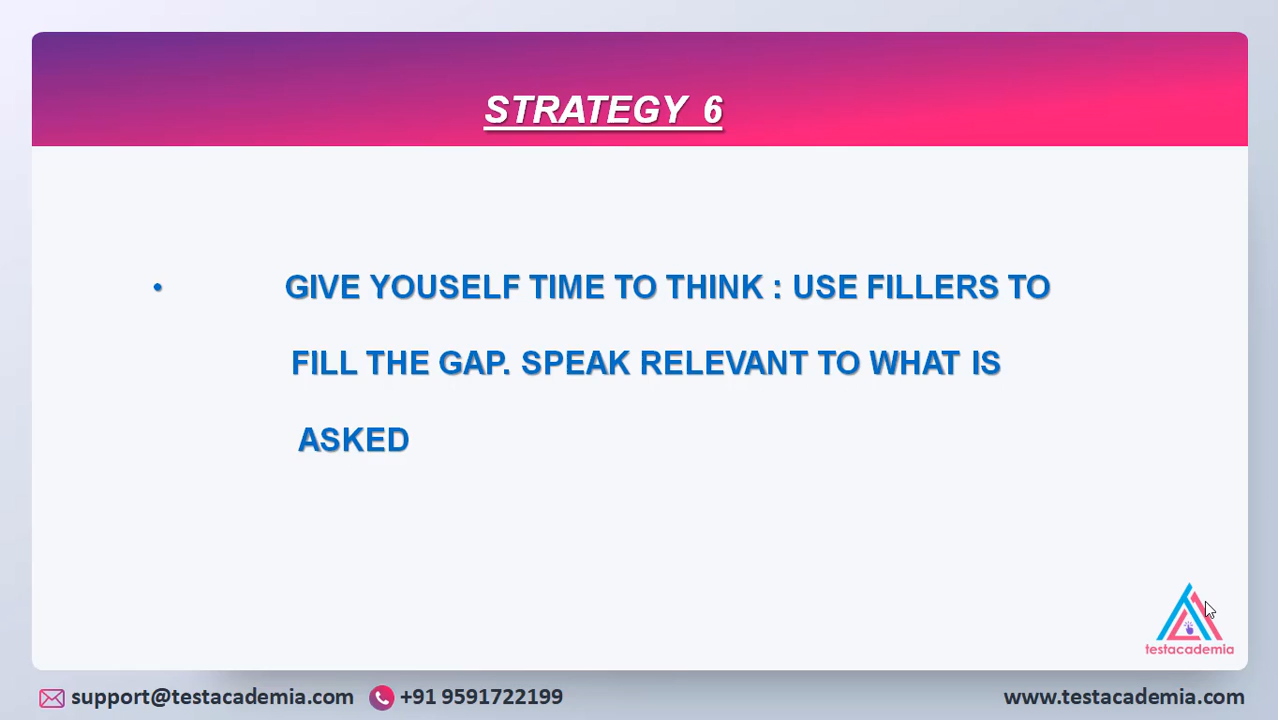 STRATEGY 6
• GIVE YOUSELF TIME TO THINK : USE FILLERS TO
FILL THE GAP. SPEAK RELEVANT TO WHAT IS
ASKED
testacademia
support@testacademia.com +91 9591722199 www.testacademia.com